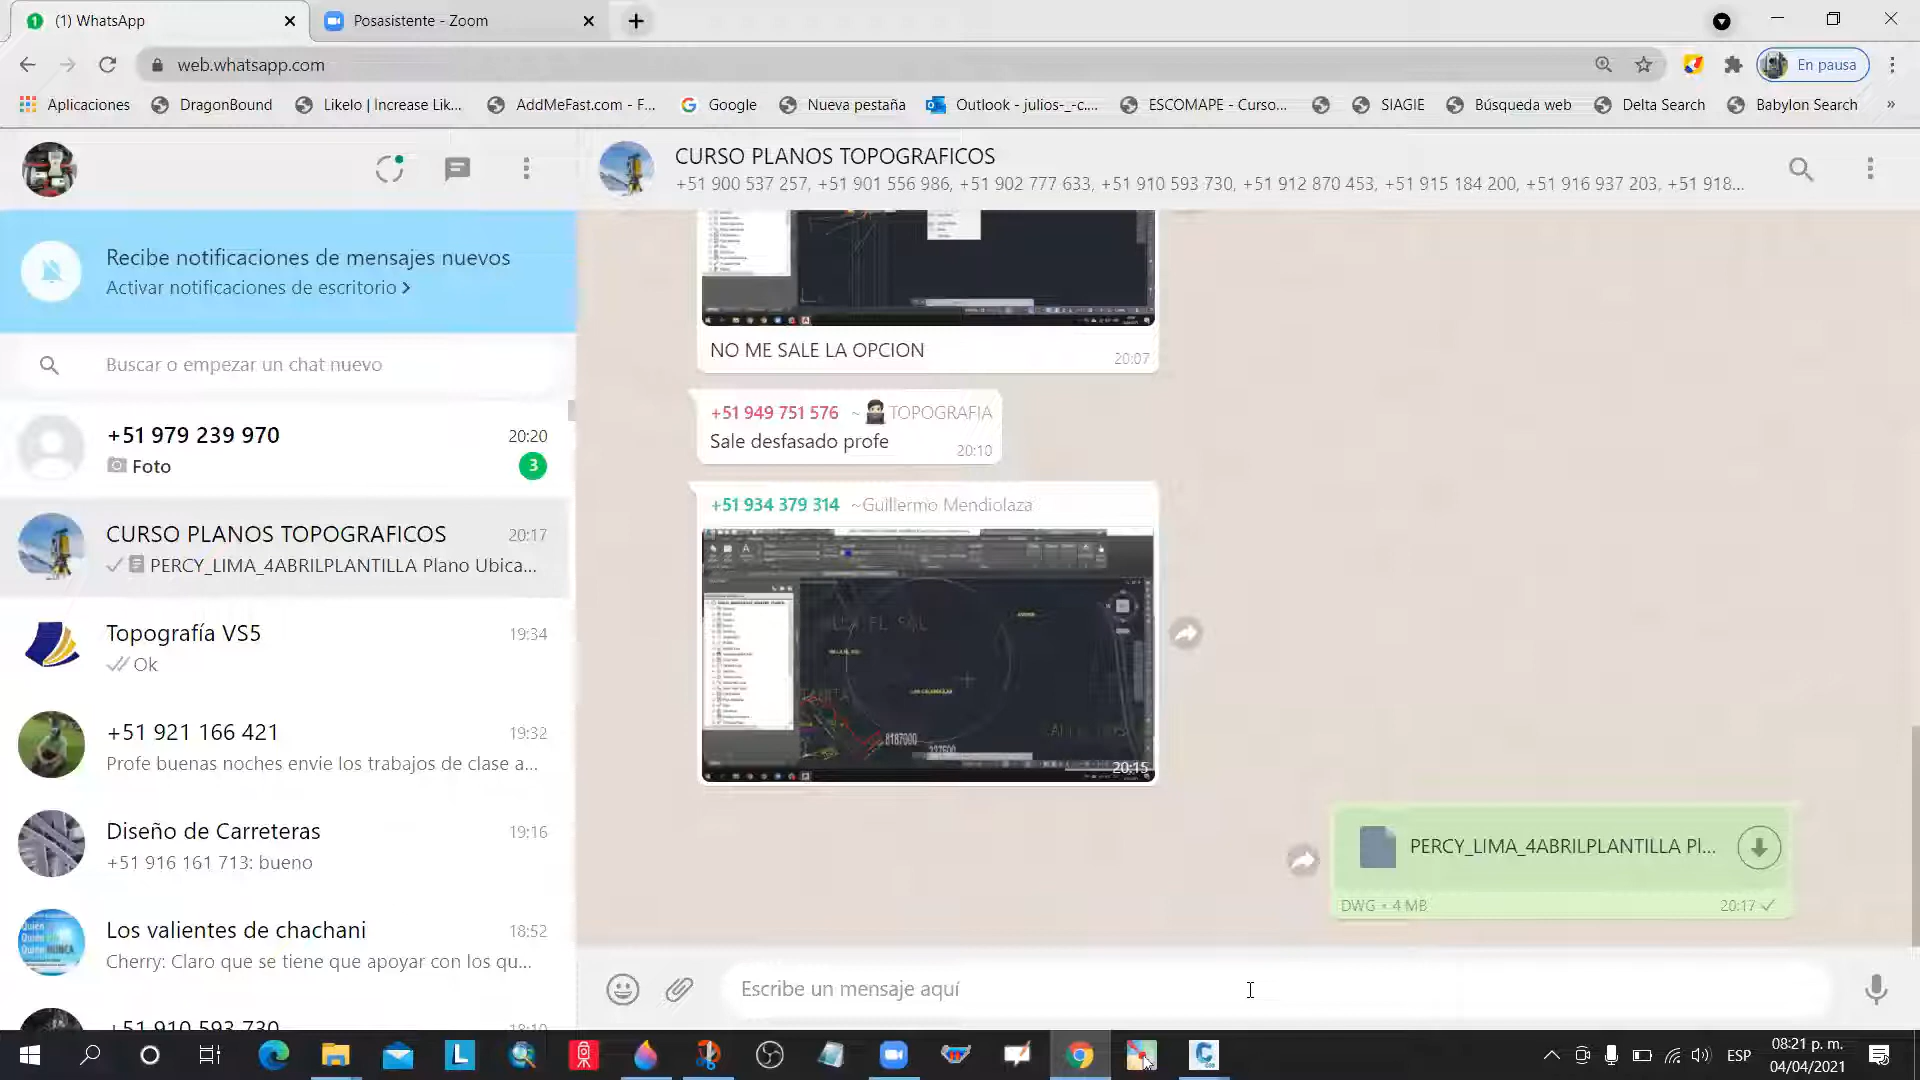 (1) WhatsApp
Posasistente - Zoom
web.whatsapp.com
En pausa
Aplicaciones
DragonBound
Likelo | Increase Lik...
AddMeFast.com - F...
Google
Nueva pestaña
Outlook - julios-_-c....
ESCOMAPE - Curso...
SIAGIE
Búsqueda web
Delta Search
Babylon Search
»
CURSO PLANOS TOPOGRAFICOS
+51 900 537 257, +51 901 556 986, +51 902 777 633, +51 910 593 730, +51 912 870 453, +51 915 184 200, +51 916 937 203, +51 918...
Recibe notificaciones de mensajes nuevos
Activar notificaciones de escritorio >
Buscar o empezar un chat nuevo
+51 979 239 970
20:20
Foto
3
CURSO PLANOS TOPOGRAFICOS
20:17
PERCY_LIMA_4ABRILPLANTILLA Plano Ubica...
Topografía VS5
19:34
Ok
+51 921 166 421
19:32
Profe buenas noches envie los trabajos de clase a...
Diseño de Carreteras
19:16
+51 916 161 713: bueno
Los valientes de chachani
18:52
Cherry: Claro que se tiene que apoyar con los qu...
+51 910 593 730
18:10
NO ME SALE LA OPCION
20:07
+51 949 751 576 ~ TOPOGRAFIA
Sale desfasado profe
20:10
+51 934 379 314 ~Guillermo Mendiolaza
8187000
20:15
PERCY_LIMA_4ABRILPLANTILLA Pl...
DWG • 4 MB
20:17
Escribe un mensaje aquí
ESP
08:21 p. m.
04/04/2021